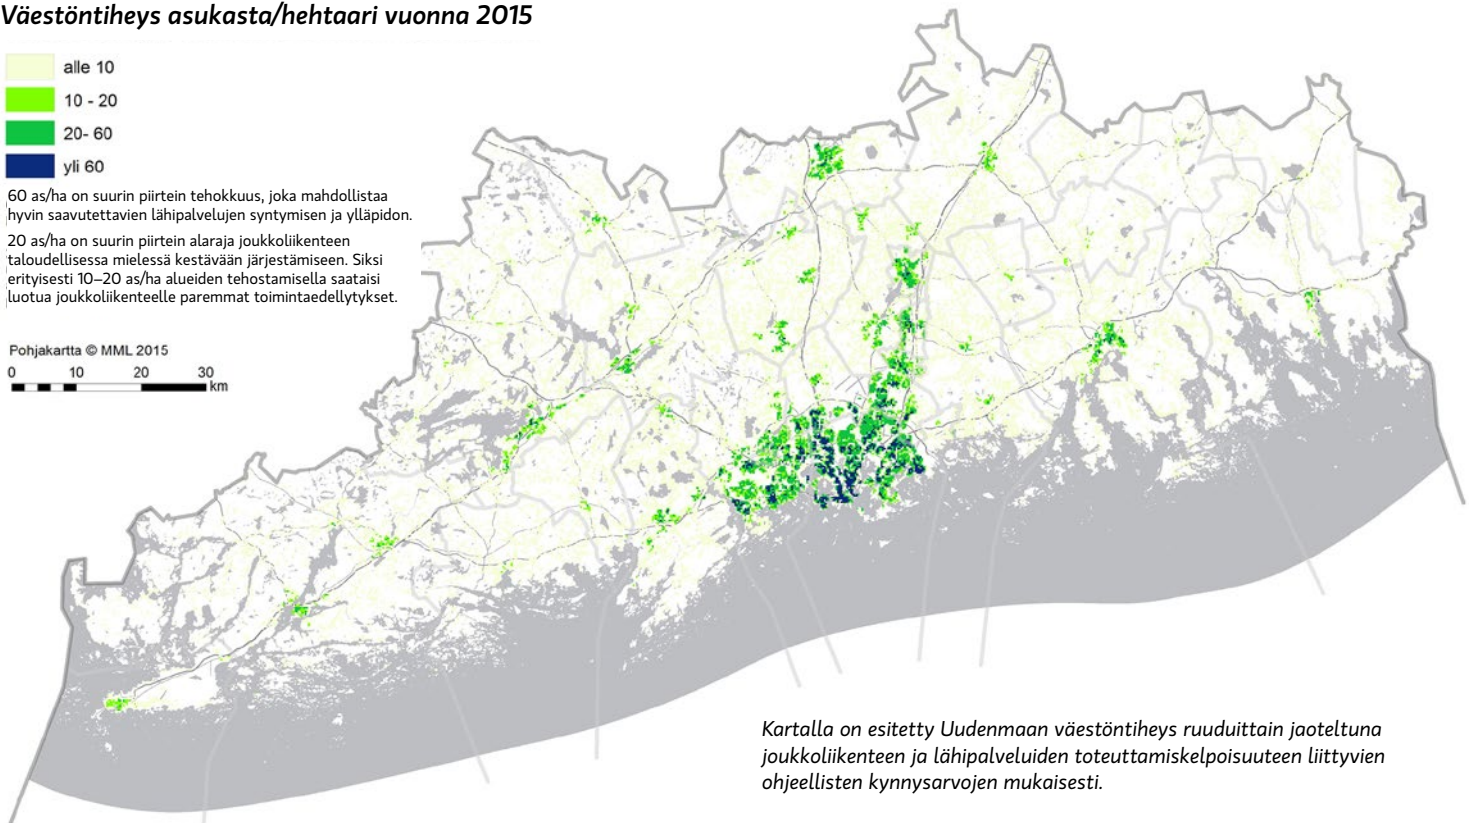 Väestöntiheys asukasta/hehtaari vuonna 2015
alle 10
10 - 20
20- 60
yli 60
60 as/ha on suurin piirtein tehokkuus, joka mahdollistaa
hyvin saavutettavien lähipalvelujen syntymisen ja ylläpidon.
20 as/ha on suurin piirtein alaraja joukkoliikenteen
taloudellisessa mielessä kestävään järjestämiseen. Siksi
erityisesti 10–20 as/ha alueiden tehostamisella saataisi
luotua joukkoliikenteelle paremmat toimintaedellytykset.
Pohjakartta © MML 2015
0 10 20 30
km
Kartalla on esitetty Uudenmaan väestöntiheys ruuduittain jaoteltuna
joukkoliikenteen ja lähipalveluiden toteuttamiskelpoisuuteen liittyvien
ohjeellisten kynnysarvojen mukaisesti.